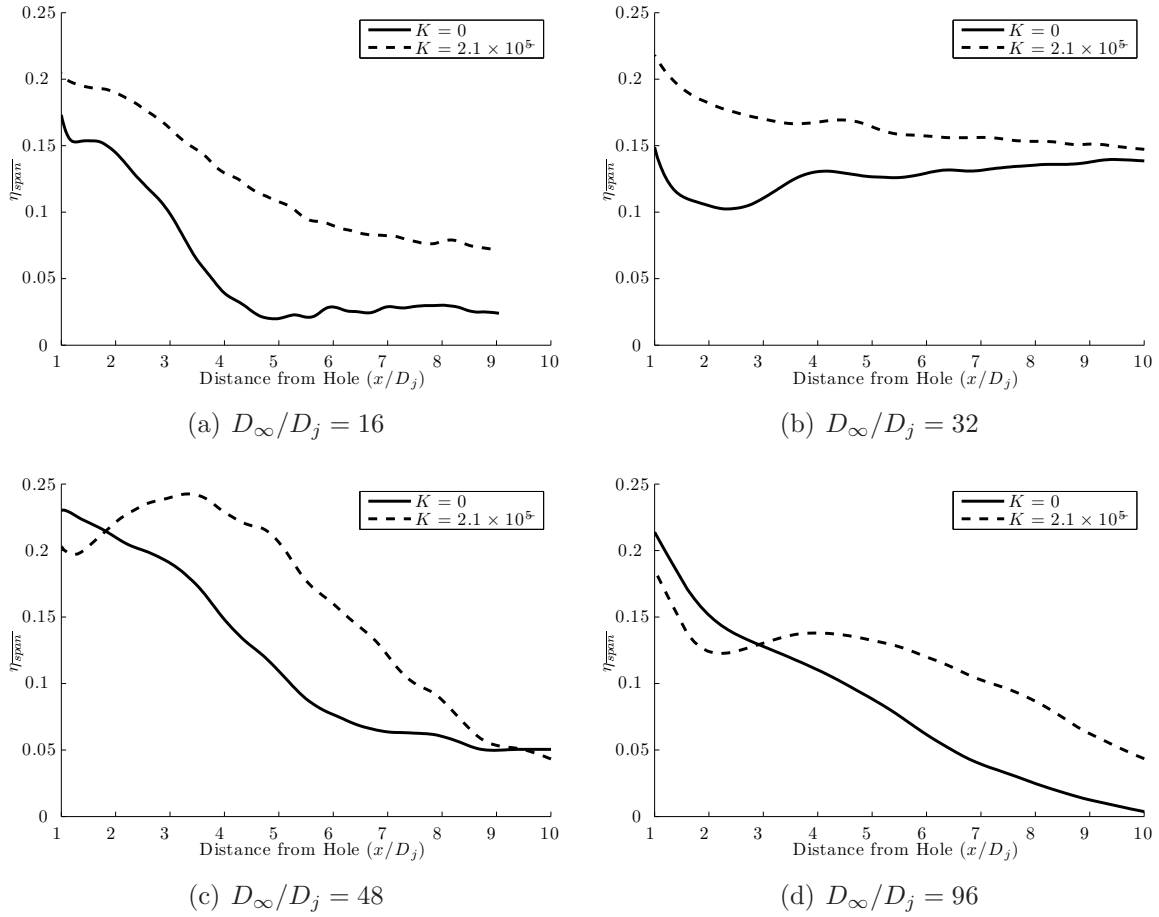 0.25
0.2
0.15
0.1
0.05
0
η̅s̅p̅a̅n̅
K = 0
K = 2.1 × 10⁵⁻
1 2 3 4 5 6 7 8 9 10
Distance from Hole (x/D_j)
(a) D_∞/D_j = 16
0.25
0.2
0.15
0.1
0.05
0
η̅s̅p̅a̅n̅
K = 0
K = 2.1 × 10⁵⁻
1 2 3 4 5 6 7 8 9 10
Distance from Hole (x/D_j)
(b) D_∞/D_j = 32
0.25
0.2
0.15
0.1
0.05
0
η̅s̅p̅a̅n̅
K = 0
K = 2.1 × 10⁵⁻
1 2 3 4 5 6 7 8 9 10
Distance from Hole (x/D_j)
(c) D_∞/D_j = 48
0.25
0.2
0.15
0.1
0.05
0
η̅s̅p̅a̅n̅
K = 0
K = 2.1 × 10⁵⁻
1 2 3 4 5 6 7 8 9 10
Distance from Hole (x/D_j)
(d) D_∞/D_j = 96